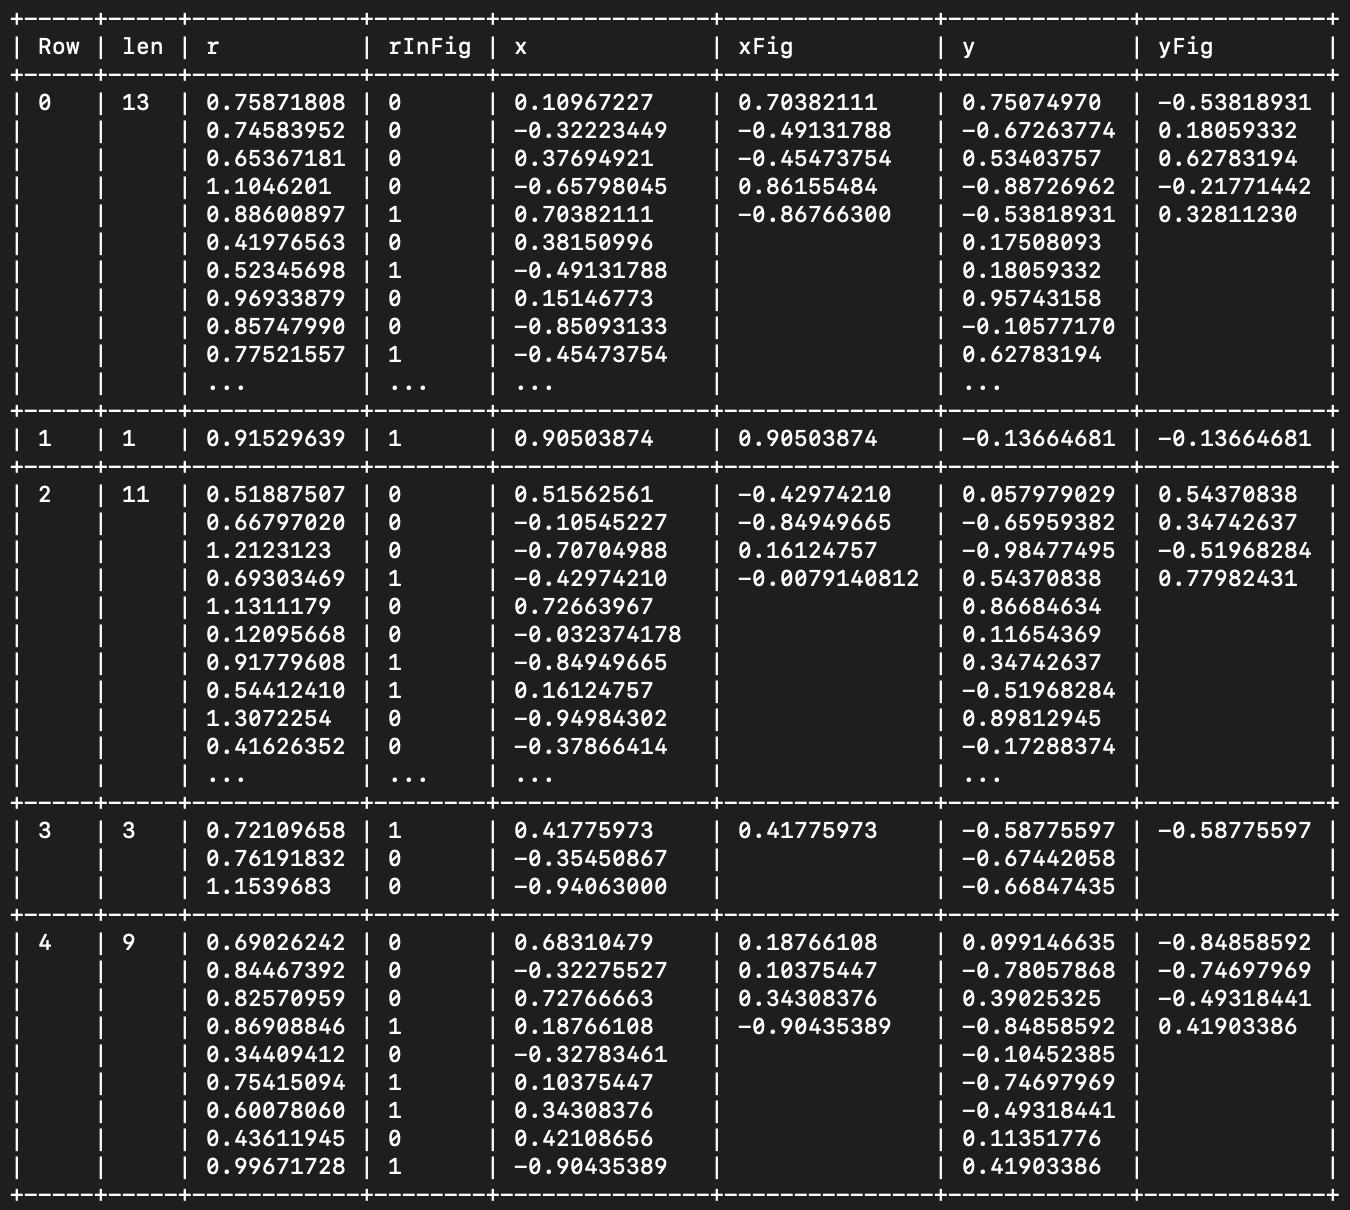 +-----+-----+------------+--------+---------------+---------------+------------+-------------+
| Row | len | r          | rInFig | x             | xFig          | y          | yFig        |
+-----+-----+------------+--------+---------------+---------------+------------+-------------+
| 0   | 13  | 0.75871808 | 0      | 0.10967227    | 0.70382111    | 0.75074970  | -0.53818931 |
|     |     | 0.74583952 | 0      | -0.32223449   | -0.49131788   | -0.67263774 | 0.18059332  |
|     |     | 0.65367181 | 0      | 0.37694921    | -0.45473754   | 0.53403757  | 0.62783194  |
|     |     | 1.1046201  | 0      | -0.65798045   | 0.86155484    | -0.88726962 | -0.21771442 |
|     |     | 0.88600897 | 1      | 0.70382111    | -0.86766300   | -0.53818931 | 0.32811230  |
|     |     | 0.41976563 | 0      | 0.38150996    |               | 0.17508093  |             |
|     |     | 0.52345698 | 1      | -0.49131788   |               | 0.18059332  |             |
|     |     | 0.96933879 | 0      | 0.15146773    |               | 0.95743158  |             |
|     |     | 0.85747990 | 0      | -0.85093133   |               | -0.10577170 |             |
|     |     | 0.77521557 | 1      | -0.45473754   |               | 0.62783194  |             |
|     |     | ...        | ...    | ...           |               | ...         |             |
+-----+-----+------------+--------+---------------+---------------+-------------+-------------+
| 1   | 1   | 0.91529639 | 1      | 0.90503874    | 0.90503874    | -0.13664681 | -0.13664681 |
+-----+-----+------------+--------+---------------+---------------+-------------+-------------+
| 2   | 11  | 0.51887507 | 0      | 0.51562561    | -0.42974210   | 0.057979029 | 0.54370838  |
|     |     | 0.66797020 | 0      | -0.10545227   | -0.84949665   | -0.65959382 | 0.34742637  |
|     |     | 1.2123123  | 0      | -0.70704988   | 0.16124757    | -0.98477495 | -0.51968284 |
|     |     | 0.69303469 | 1      | -0.42974210   | -0.0079140812 | 0.54370838  | 0.77982431  |
|     |     | 1.1311179  | 0      | 0.72663967    |               | 0.86684634  |             |
|     |     | 0.12095668 | 0      | -0.032374178  |               | 0.11654369  |             |
|     |     | 0.91779608 | 1      | -0.84949665   |               | 0.34742637  |             |
|     |     | 0.54412410 | 1      | 0.16124757    |               | -0.51968284 |             |
|     |     | 1.3072254  | 0      | -0.94984302   |               | 0.89812945  |             |
|     |     | 0.41626352 | 0      | -0.37866414   |               | -0.17288374 |             |
|     |     | ...        | ...    | ...           |               | ...         |             |
+-----+-----+------------+--------+---------------+---------------+-------------+-------------+
| 3   | 3   | 0.72109658 | 1      | 0.41775973    | 0.41775973    | -0.58775597 | -0.58775597 |
|     |     | 0.76191832 | 0      | -0.35450867   |               | -0.67442058 |             |
|     |     | 1.1539683  | 0      | -0.94063000   |               | -0.66847435 |             |
+-----+-----+------------+--------+---------------+---------------+-------------+-------------+
| 4   | 9   | 0.69026242 | 0      | 0.68310479    | 0.18766108    | 0.099146635 | -0.84858592 |
|     |     | 0.84467392 | 0      | -0.32275527   | 0.10375447    | -0.78057868 | -0.74697969 |
|     |     | 0.82570959 | 0      | 0.72766663    | 0.34308376    | 0.39025325  | -0.49318441 |
|     |     | 0.86908846 | 1      | 0.18766108    | -0.90435389   | -0.84858592 | 0.41903386  |
|     |     | 0.34409412 | 0      | -0.32783461   |               | -0.10452385 |             |
|     |     | 0.75415094 | 1      | 0.10375447    |               | -0.74697969 |             |
|     |     | 0.60078060 | 1      | 0.34308376    |               | -0.49318441 |             |
|     |     | 0.43611945 | 0      | 0.42108656    |               | 0.11351776  |             |
|     |     | 0.99671728 | 1      | -0.90435389   |               | 0.41903386  |             |
+-----+-----+------------+--------+---------------+---------------+-------------+-------------+